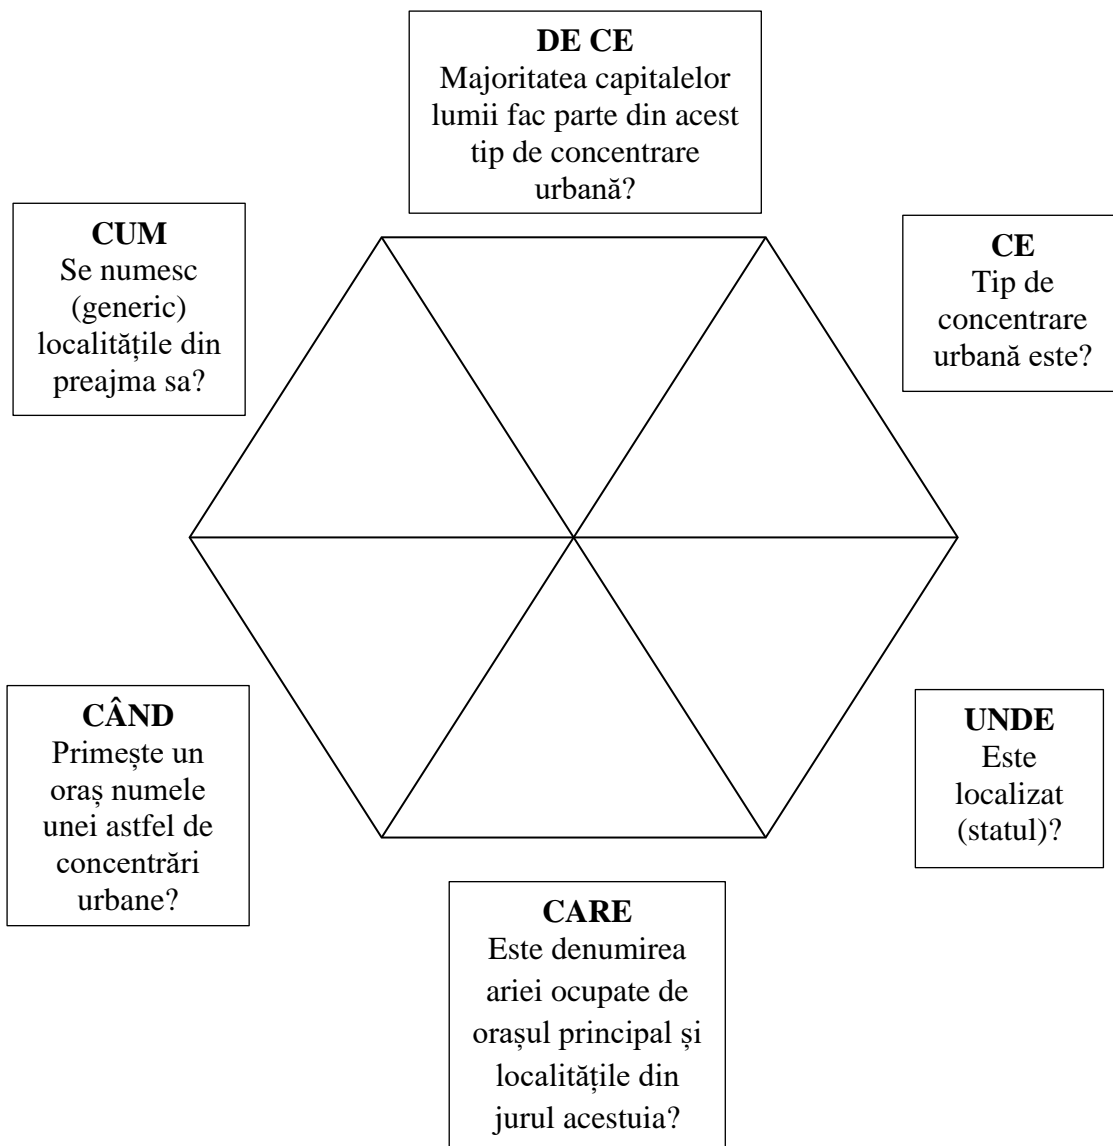 DE CE
Majoritatea capitalelor
lumii fac parte din acest
tip de concentrare
urbană?
CUM
Se numesc
(generic)
localitățile din
preajma sa?
CE
Tip de
concentrare
urbană este?
CÂND
Primește un
oraș numele
unei astfel de
concentrări
urbane?
UNDE
Este
localizat
(statul)?
CARE
Este denumirea
ariei ocupate de
orașul principal și
localitățile din
jurul acestuia?